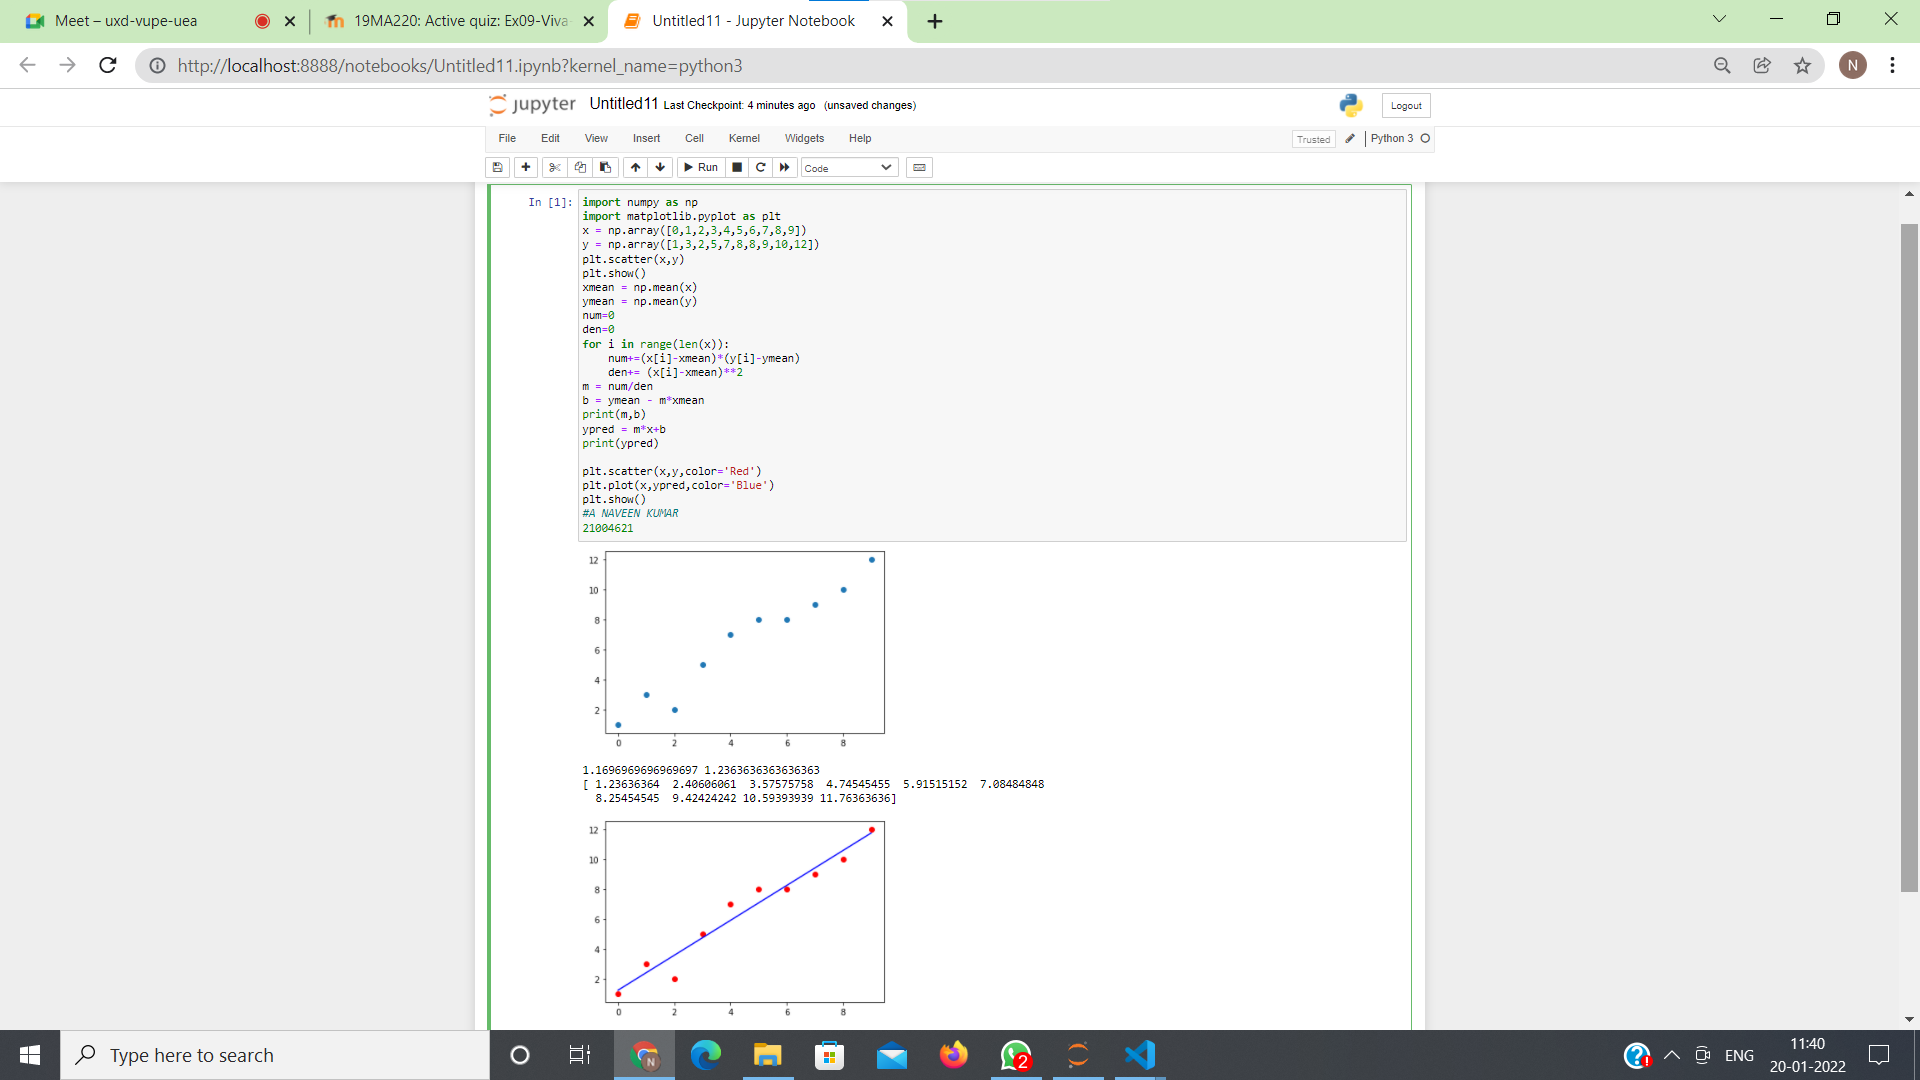 Meet – uxd-vupe-uea
19MA220: Active quiz: Ex09-Viva
Untitled11 - Jupyter Notebook
http://localhost:8888/notebooks/Untitled11.ipynb?kernel_name=python3
N
jupyter Untitled11 Last Checkpoint: 4 minutes ago (unsaved changes)
Logout
File Edit View Insert Cell Kernel Widgets Help
Trusted Python 3
Run Code
In [1]:
import numpy as np
import matplotlib.pyplot as plt
x = np.array([0,1,2,3,4,5,6,7,8,9])
y = np.array([1,3,2,5,7,8,8,9,10,12])
plt.scatter(x,y)
plt.show()
xmean = np.mean(x)
ymean = np.mean(y)
num=0
den=0
for i in range(len(x)):
    num+=(x[i]-xmean)*(y[i]-ymean)
    den+= (x[i]-xmean)**2
m = num/den
b = ymean - m*xmean
print(m,b)
ypred = m*x+b
print(ypred)
plt.scatter(x,y,color='Red')
plt.plot(x,ypred,color='Blue')
plt.show()
#A NAVEEN KUMAR
21004621
12
10
8
6
4
2
0 2 4 6 8
1.1696969696969697 1.2363636363636363
[ 1.23636364 2.40606061 3.57575758 4.74545455 5.91515152 7.08484848
8.25454545 9.42424242 10.59393939 11.76363636]
12
10
8
6
4
2
0 2 4 6 8
Type here to search
N
2
ENG
11:40
20-01-2022